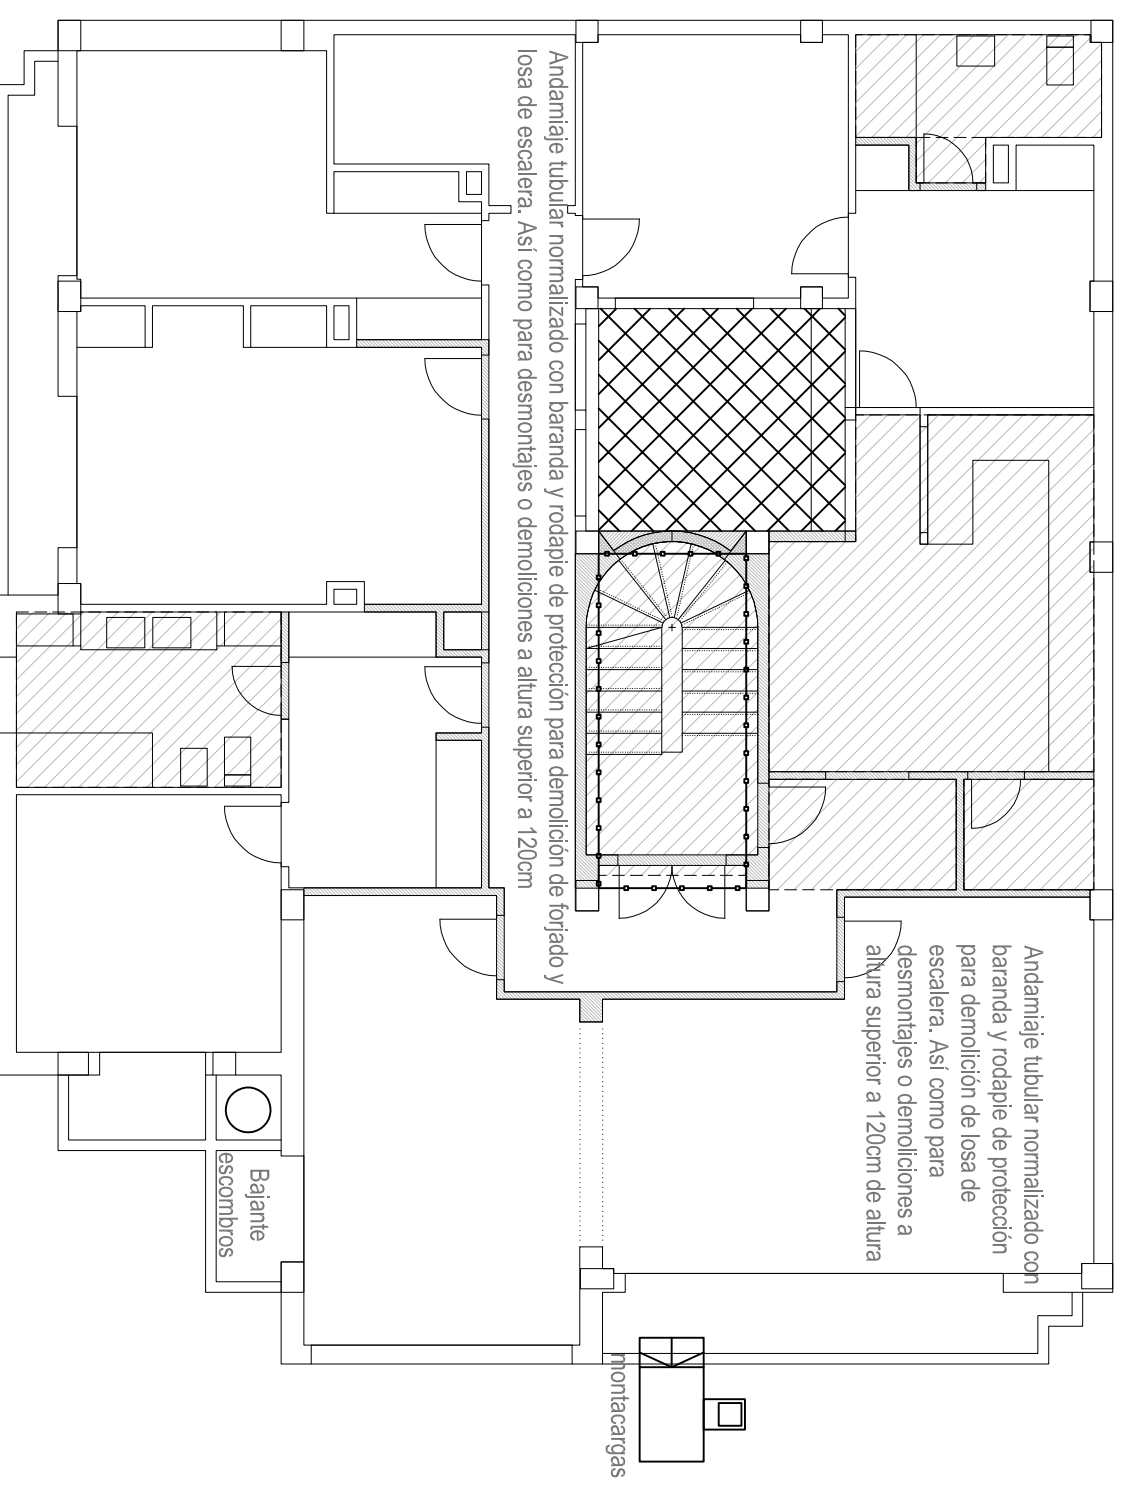 Andamiaje tubular normalizado con baranda y rodapie de protección para demolición de forjado y
losa de escalera. Así como para desmontajes o demoliciones a altura superior a 120cm
Andamiaje tubular normalizado con
baranda y rodapie de protección
para demolición de losa de
escalera. Así como para
desmontajes o demoliciones a
altura superior a 120cm de altura
Bajante
escombros
montacargas